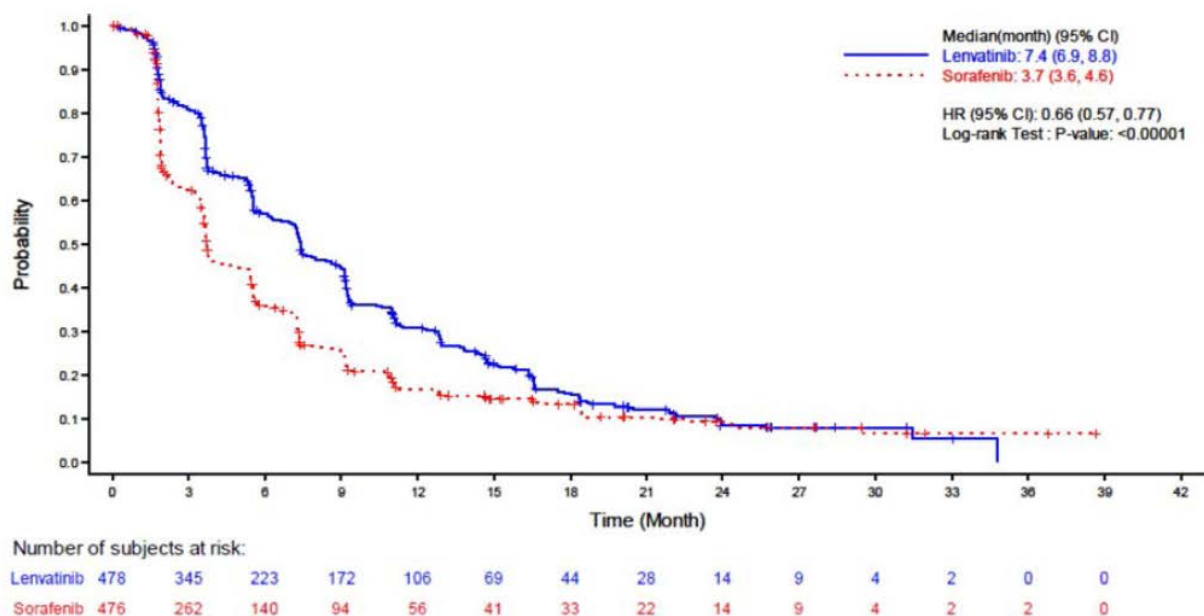 Median(month) (95% CI)
Lenvatinib: 7.4 (6.9, 8.8)
Sorafenib: 3.7 (3.6, 4.6)
HR (95% CI): 0.66 (0.57, 0.77)
Log-rank Test : P-value: <0.00001
1.0
0.9
0.8
0.7
0.6
0.5
0.4
0.3
0.2
0.1
0.0
Probability
0 3 6 9 12 15 18 21 24 27 30 33 36 39 42
Time (Month)
Number of subjects at risk:
Lenvatinib 478 345 223 172 106 69 44 28 14 9 4 2 0 0
Sorafenib 476 262 140 94 56 41 33 22 14 9 4 2 2 0